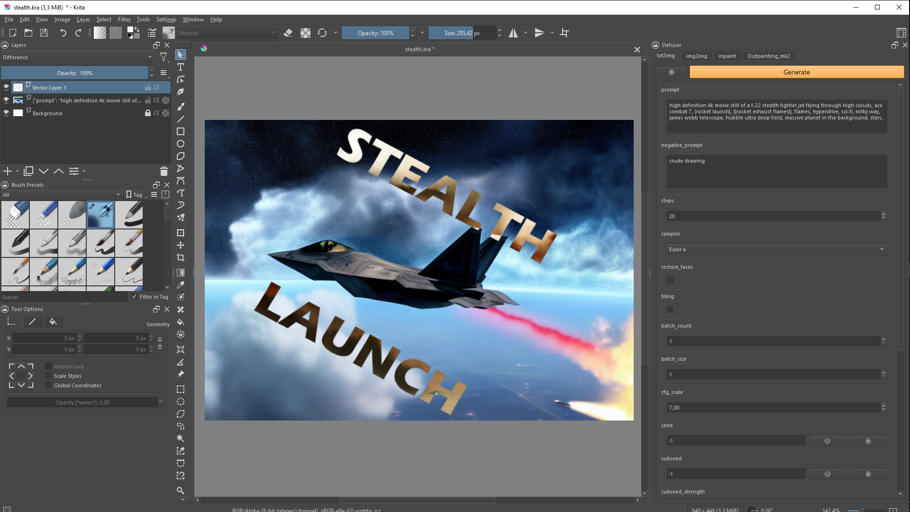 stealth.kra (3,3 MiB) * - Krita
File Edit View Image Layer Select Filter Tools Settings Window Help
Normal
Opacity: 100%
Size: 285,42 px
Layers
Difference
Opacity: 100%
Vector Layer 1
{"prompt": "high definition 4k movie still of...
Background
Brush Presets
All
Tag
Search
Filter in Tag
Tool Options
Geometry
X: 0 px 0 px
Y: 0 px 0 px
Anchor Lock
Scale Styles
Global Coordinates
Opacity [*varies*]: 0,00
stealth.kra *
STEALTH
LAUNCH
Defuser
txt2img img2img inpaint Outpainting_mk2
Generate
prompt
high definition 4k movie still of a f-22 stealth fighter jet flying through high clouds, ace
combat 7, (rocket launch), ((rocket exhaust flames)), flames, hyperdrive, sci-fi, milky way,
james webb telescope, hubble ultra deep field, massive planet in the background, stars.
negative_prompt
crude drawing
steps
20
sampler
Euler a
restore_faces
tiling
batch_count
1
batch_size
1
cfg_scale
7,00
seed
-1
subseed
-1
subseed_strength
RGB/Alpha (8-bit integer/channel) sRGB-elle-V2-srgbtrc.icc
640 x 448 (3,3 MiB)
0,00°
141,4%